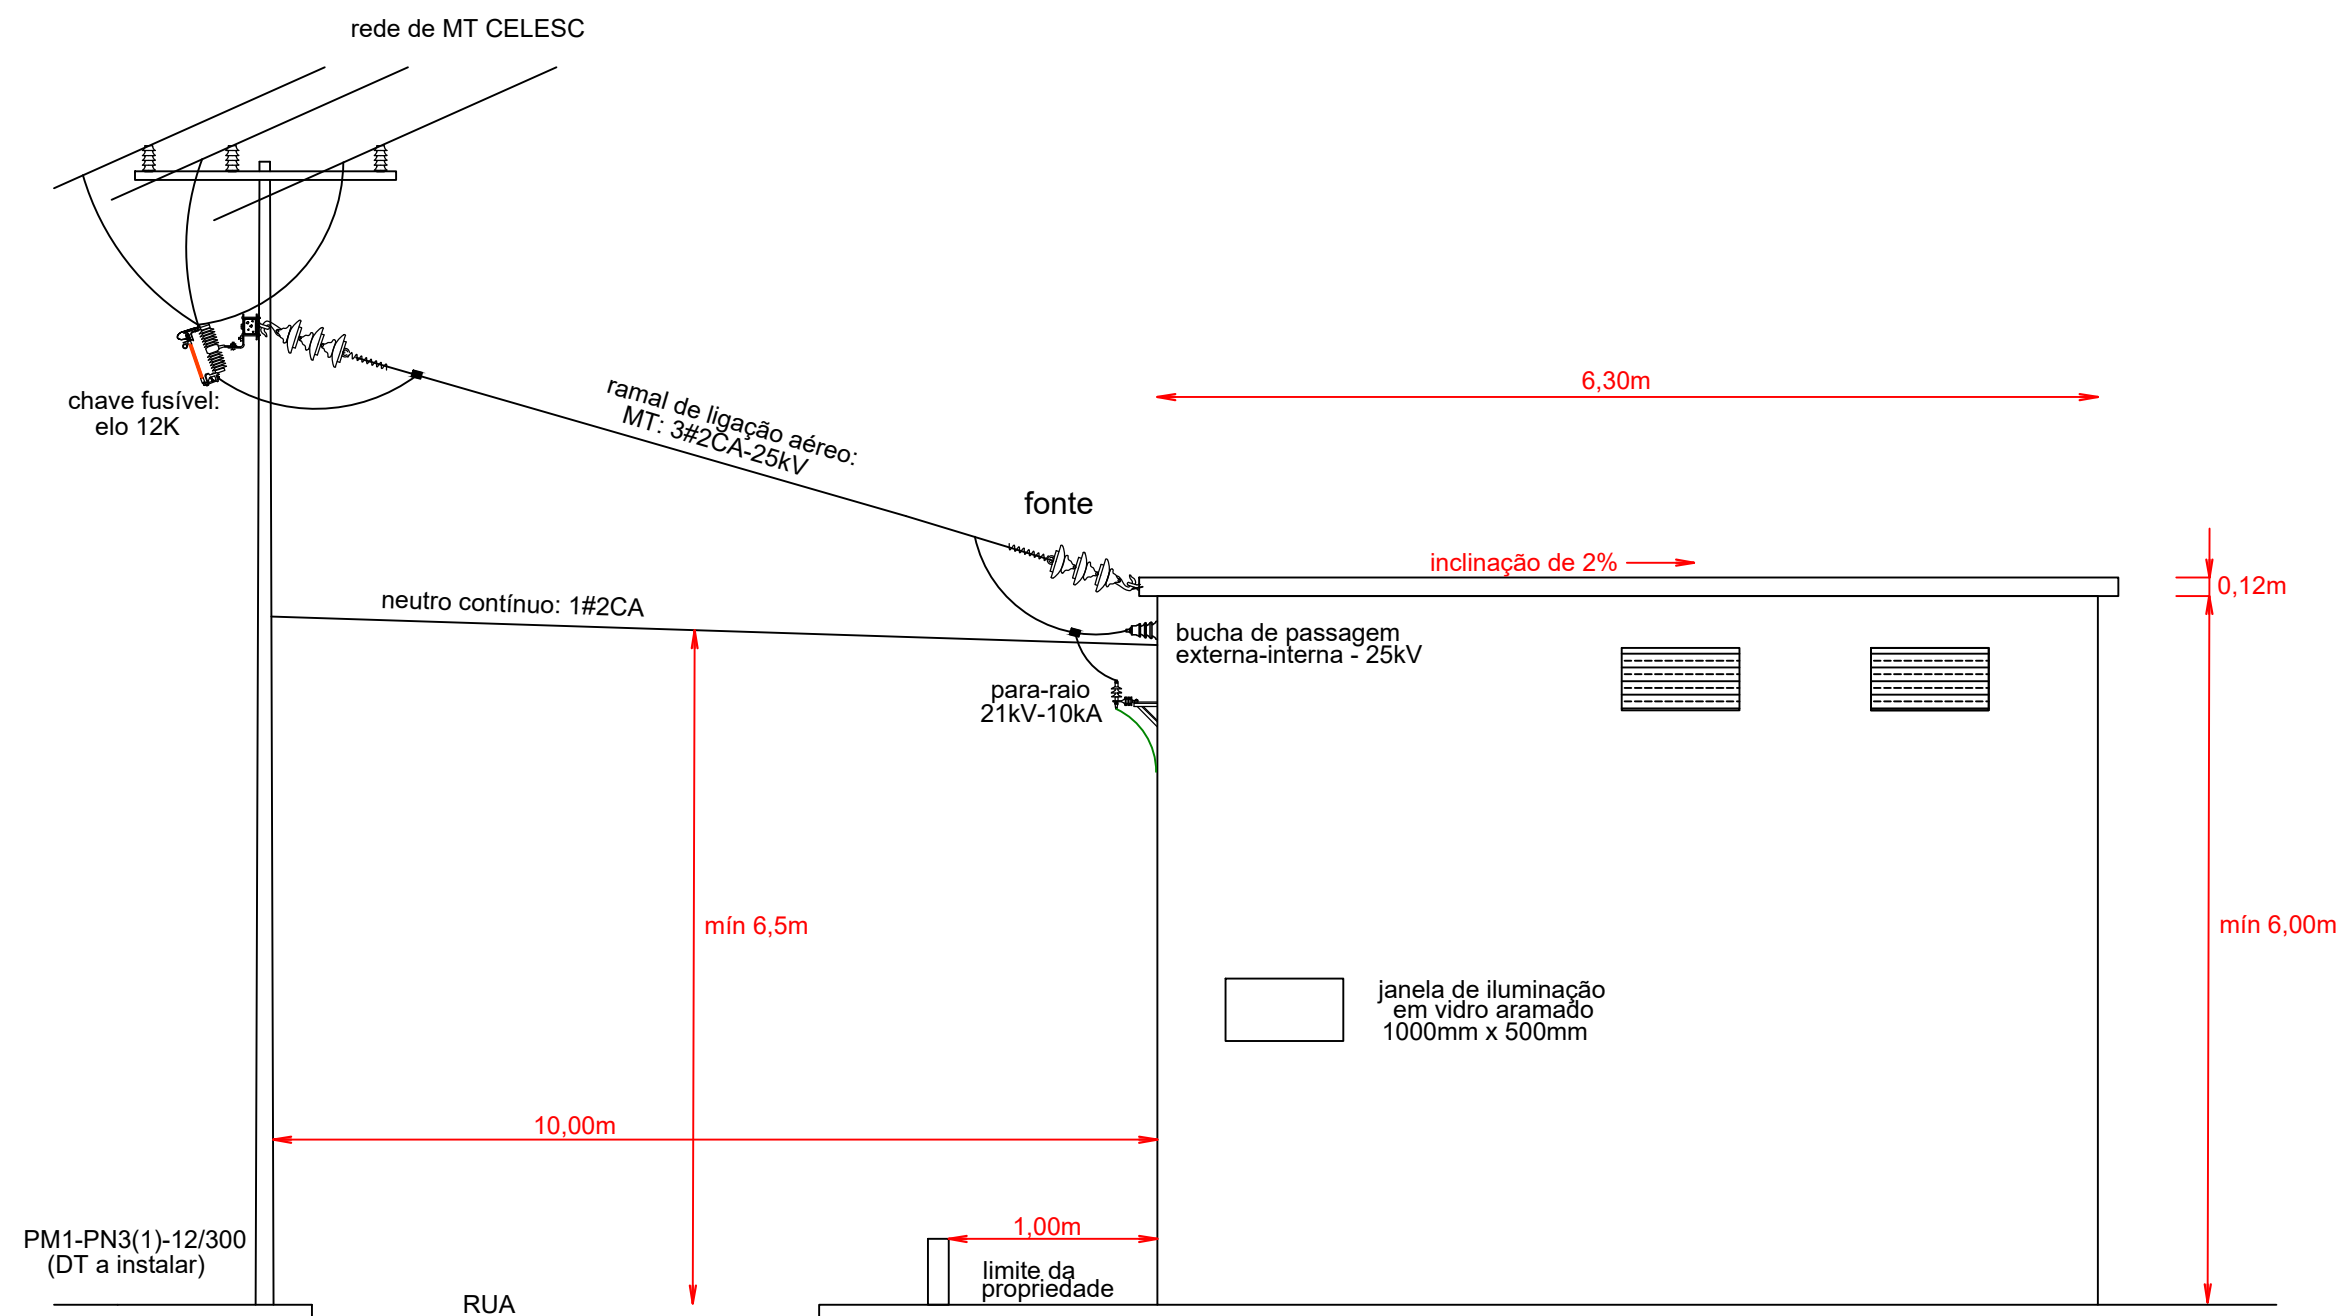 rede de MT CELESC
chave fusível:
elo 12K
ramal de ligação aéreo:
MT: 3#2CA-25kV
6,30m
fonte
inclinação de 2%
0,12m
neutro contínuo: 1#2CA
bucha de passagem
externa-interna - 25kV
para-raio
21kV-10kA
mín 6,5m
mín 6,00m
janela de iluminação
em vidro aramado
1000mm x 500mm
10,00m
1,00m
PM1-PN3(1)-12/300
(DT a instalar)
limite da
propriedade
RUA